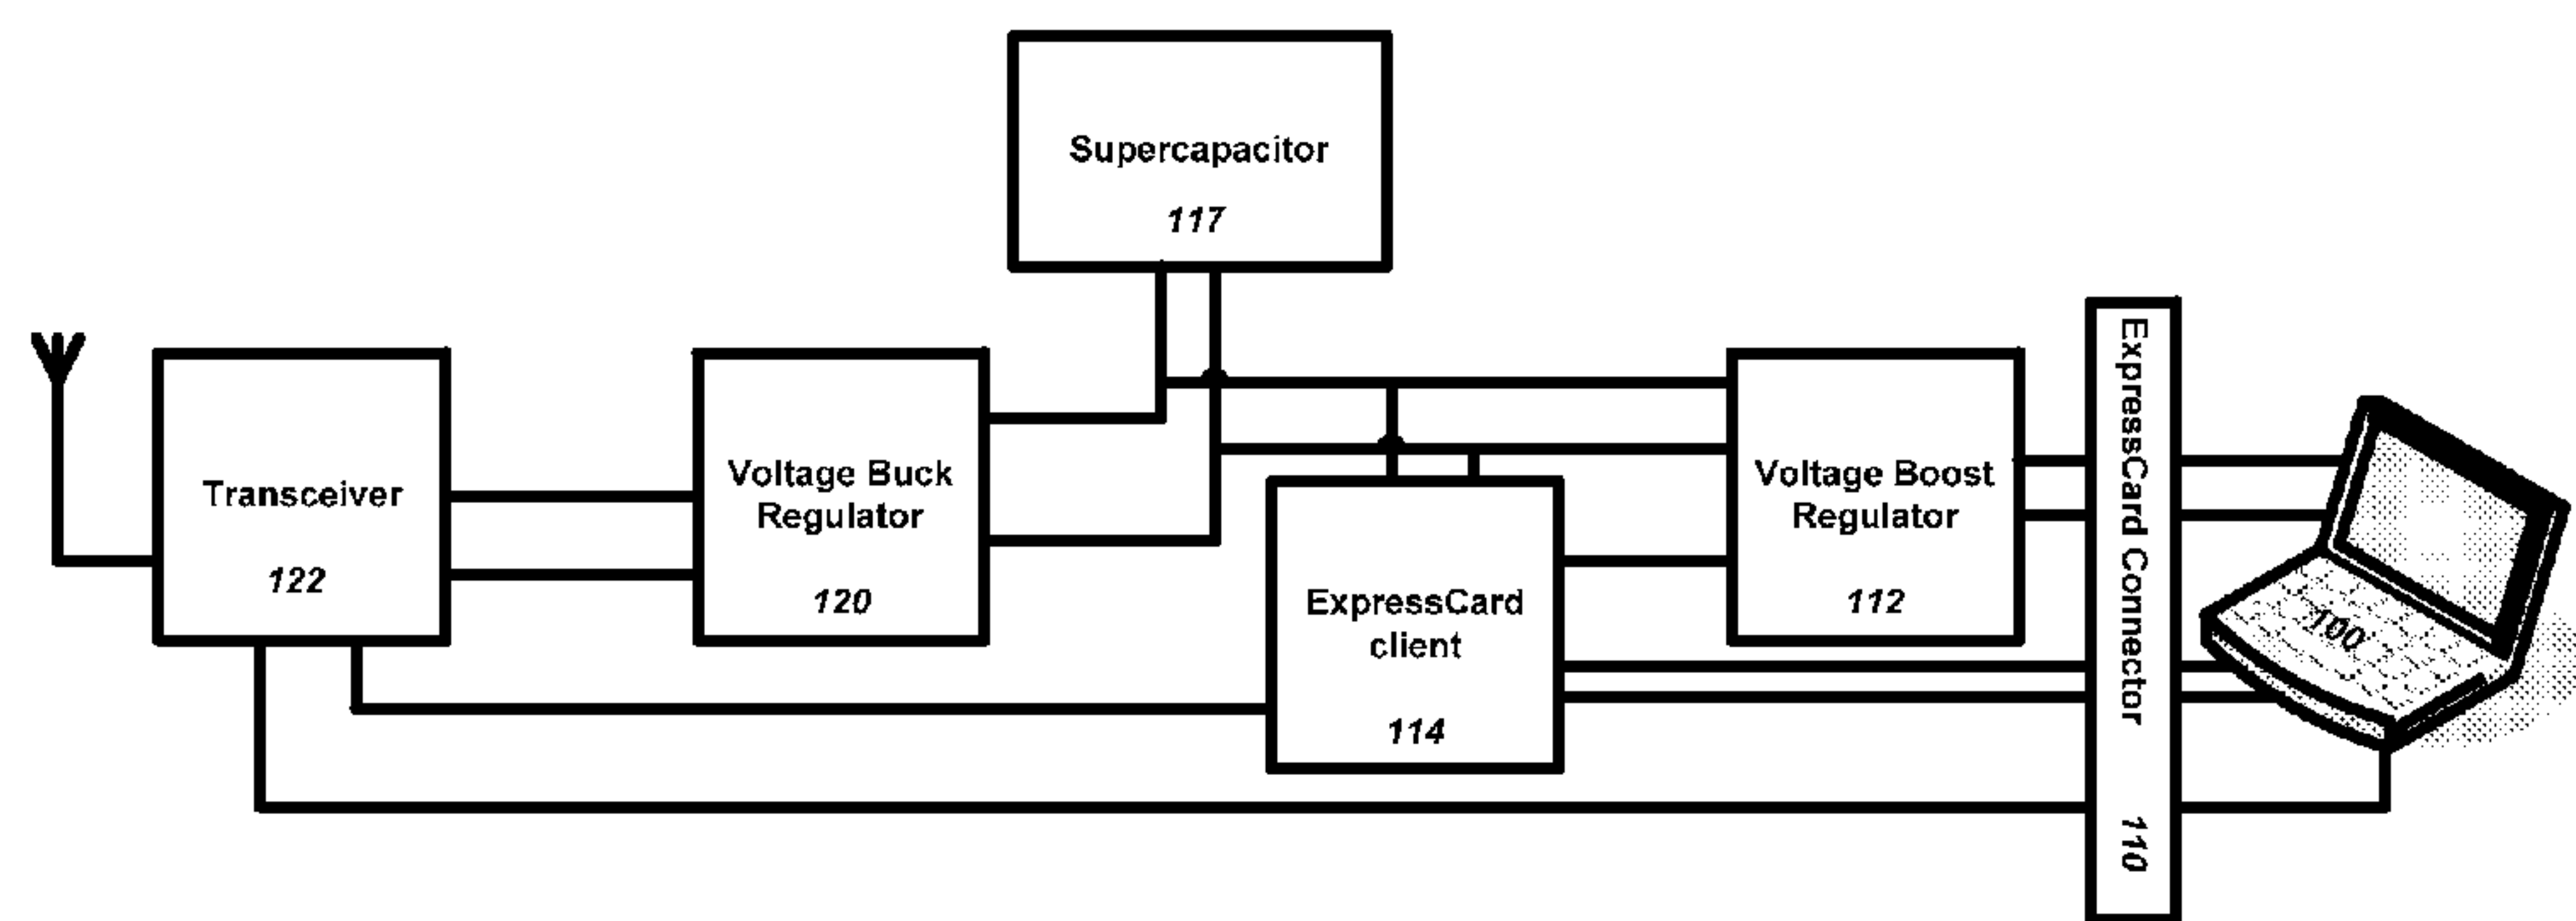 Supercapacitor
117
Transceiver
122
Voltage Buck
Regulator
120
ExpressCard
client
114
Voltage Boost
Regulator
112
ExpressCard Connector
110
100